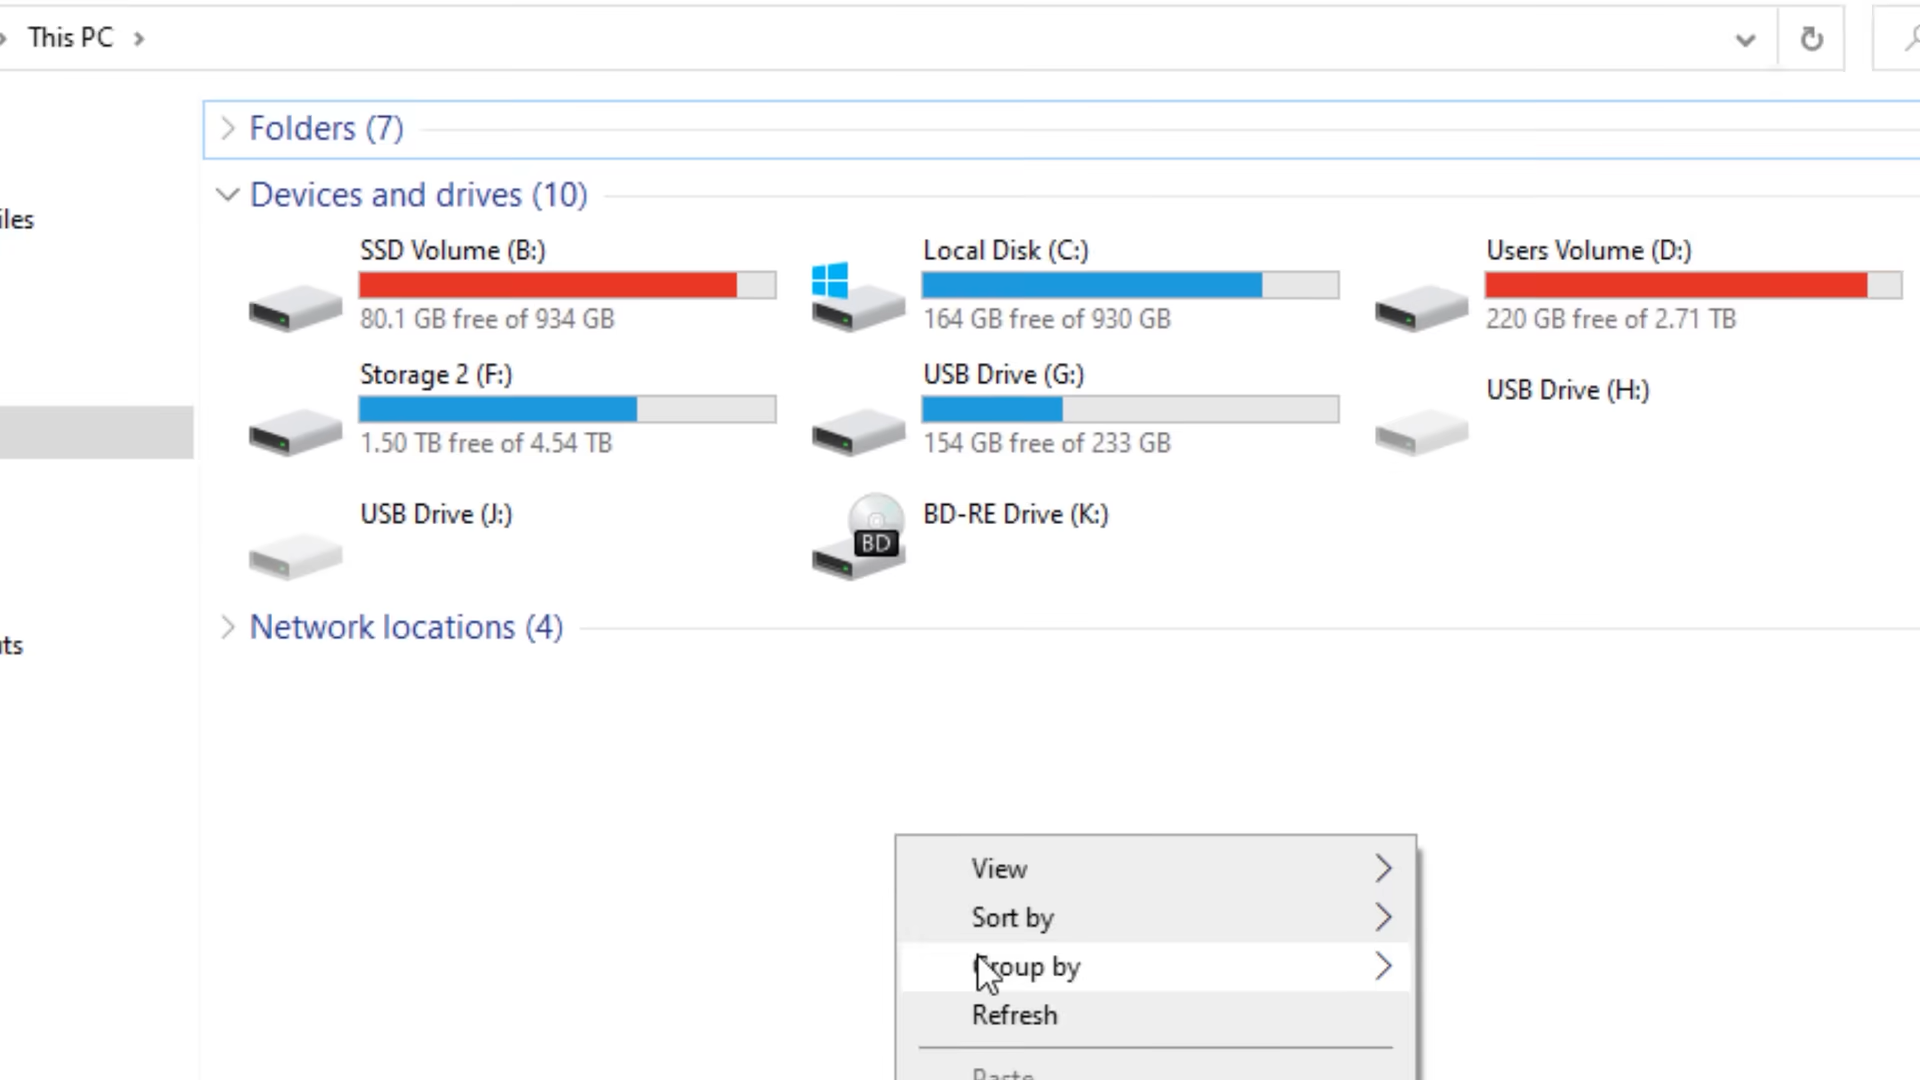 This PC
Folders (7)
iles
Devices and drives (10)
SSD Volume (B:)
80.1 GB free of 934 GB
Local Disk (C:)
164 GB free of 930 GB
Users Volume (D:)
220 GB free of 2.71 TB
Storage 2 (F:)
1.50 TB free of 4.54 TB
USB Drive (G:)
154 GB free of 233 GB
USB Drive (H:)
USB Drive (J:)
BD
BD-RE Drive (K:)
Network locations (4)
nts
View
Sort by
Group by
Refresh
Paste